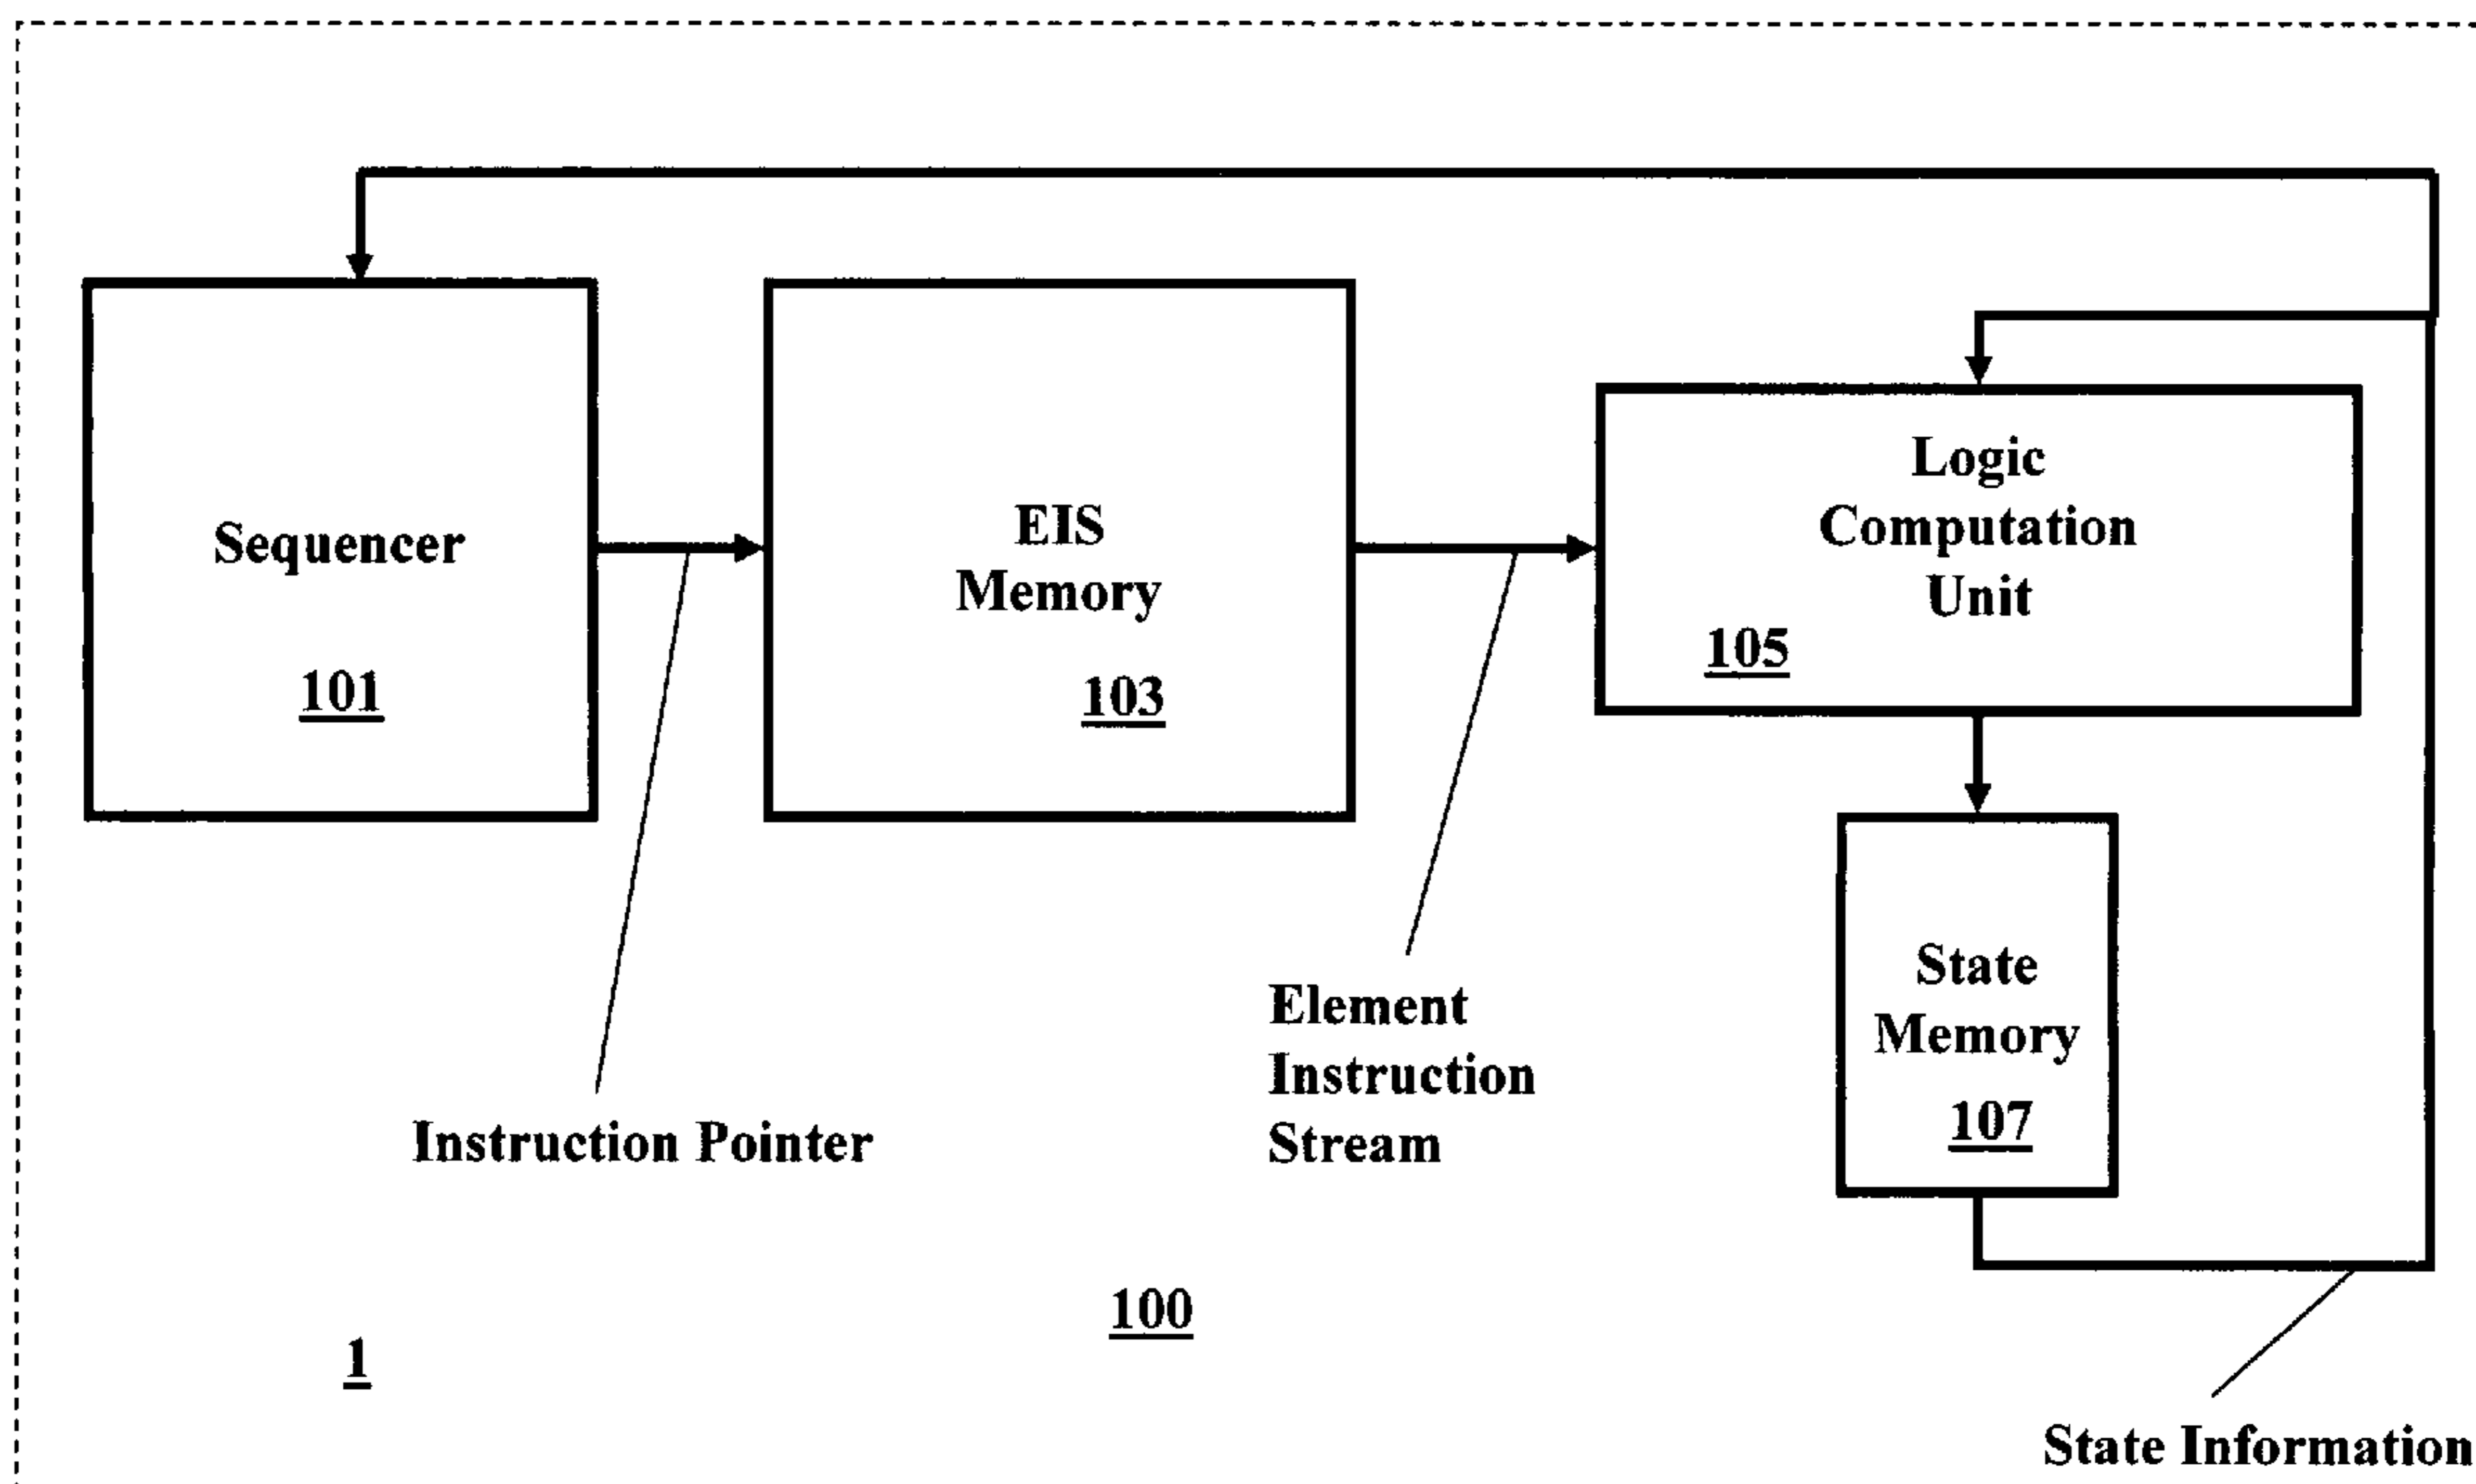 Sequencer
101
EIS
Memory
103
Logic
Computation
Unit
105
State
Memory
107
Instruction Pointer
Element
Instruction
Stream
100
1
State Information